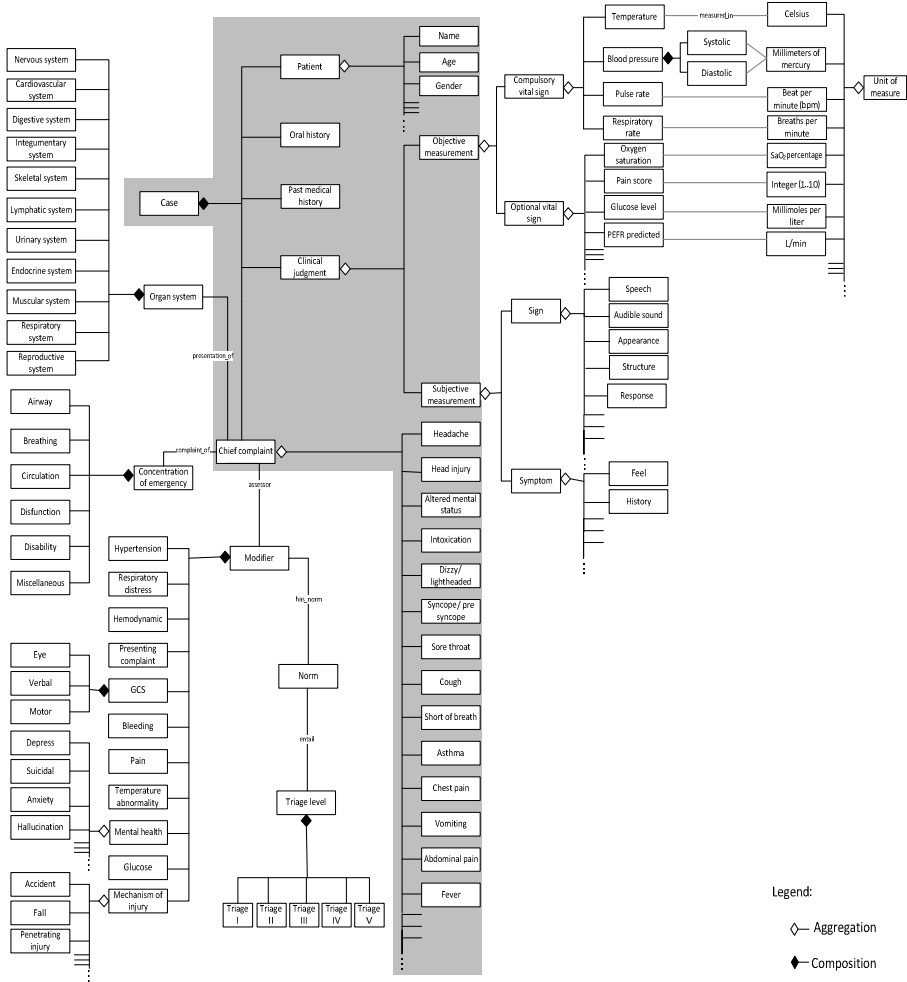 Nervous system
Cardiovascular
system
Digestive system
Integumentary
system
Skeletal system
Lymphatic system
Urinary system
Endocrine system
Muscular system
Respiratory
system
Reproductive
system
Organ system
presentation_of
Case
Patient
Oral history
Past medical
history
Clinical
judgment
Name
Age
Gender
Objective
measurement
Subjective
measurement
Compulsory
vital sign
Optional vital
sign
Temperature
measured_in
Celsius
Blood pressure
Systolic
Diastolic
Millimeters of
mercury
Pulse rate
Beat per
minute (bpm)
Respiratory
rate
Breaths per
minute
Oxygen
saturation
SaO2 percentage
Pain score
Integer (1..10)
Glucose level
Millimoles per
liter
PEFR predicted
L/min
Unit of
measure
Sign
Speech
Audible sound
Appearance
Structure
Response
Symptom
Feel
History
Airway
Breathing
Circulation
Disfunction
Disability
Miscellaneous
Concentration
of emergency
complaint_of
Chief complaint
assessor
Headache
Head injury
Altered mental
status
Intoxication
Dizzy/
lightheaded
Syncope/ pre
syncope
Sore throat
Cough
Short of breath
Asthma
Chest pain
Vomiting
Abdominal pain
Fever
Modifier
has_norm
Norm
entail
Triage level
Triage
I
Triage
II
Triage
III
Triage
IV
Triage
V
Hypertension
Respiratory
distress
Hemodynamic
Presenting
complaint
GCS
Bleeding
Pain
Temperature
abnormality
Mental health
Glucose
Mechanism of
injury
Eye
Verbal
Motor
Depress
Suicidal
Anxiety
Hallucination
Accident
Fall
Penetrating
injury
Legend:
Aggregation
Composition